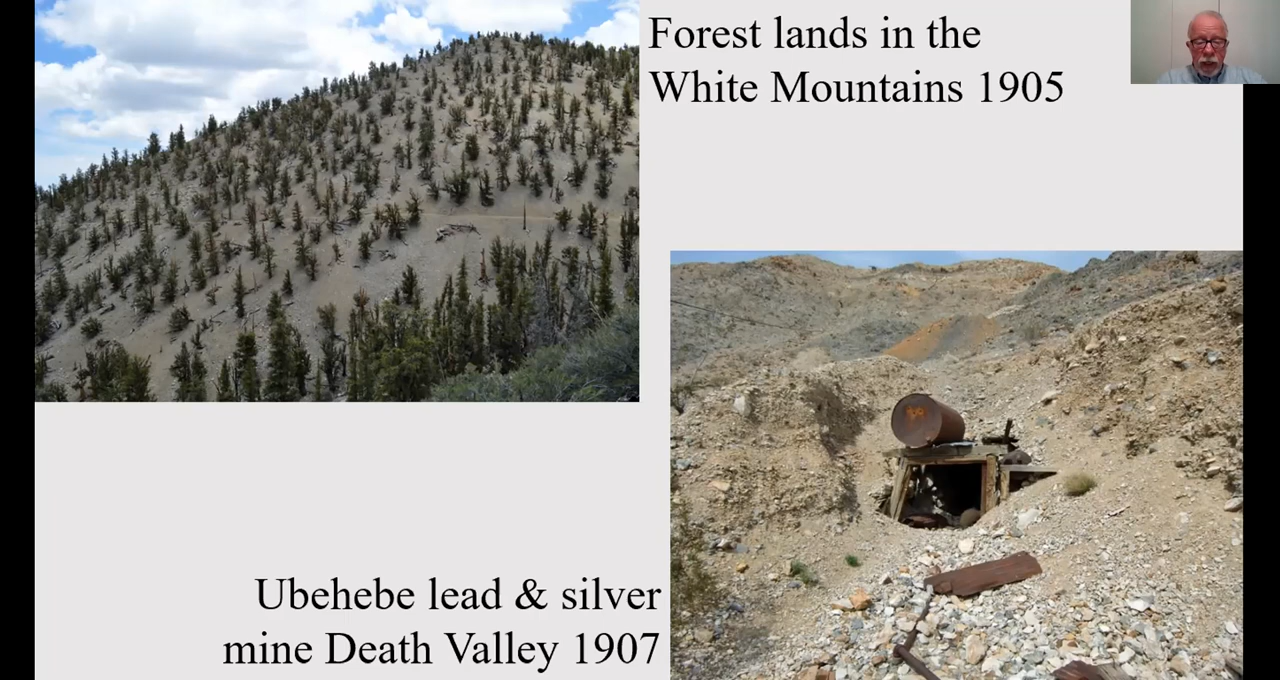 Forest lands in the
White Mountains 1905
Ubehebe lead & silver
mine Death Valley 1907